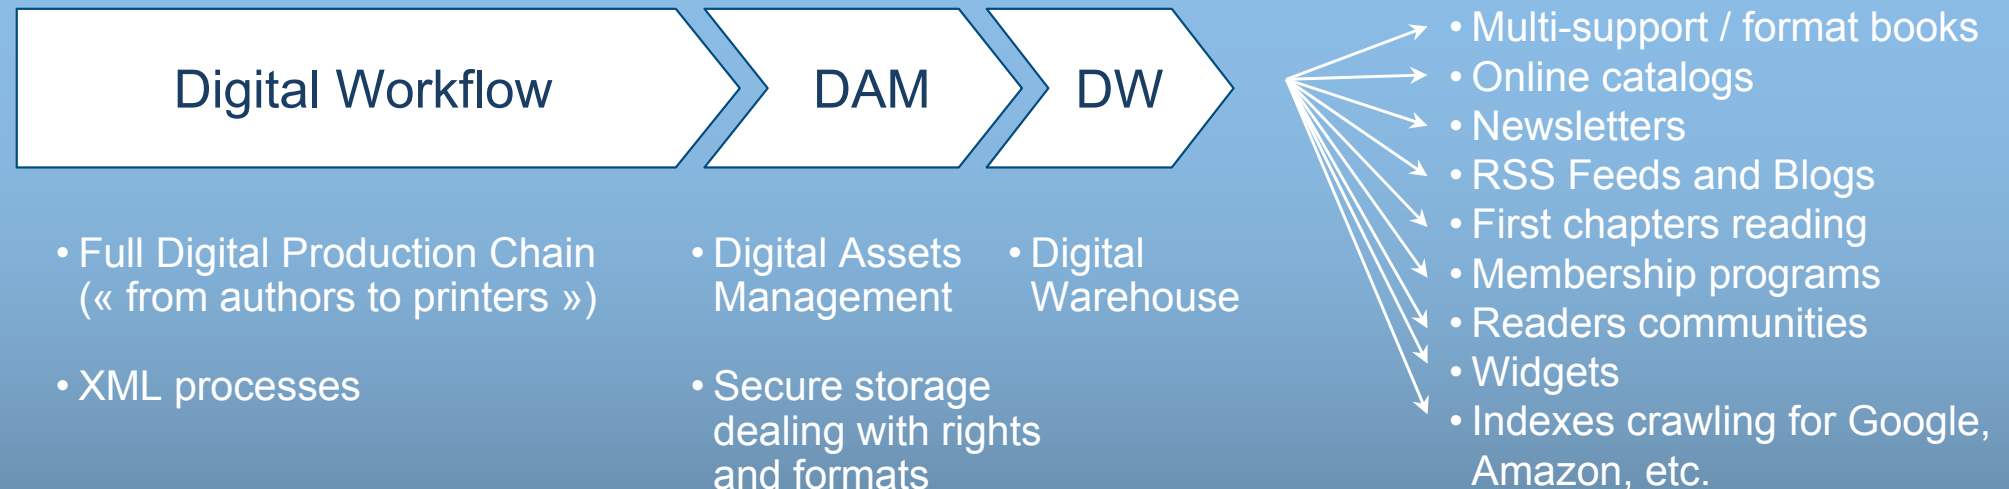 Digital Workflow
DAM
DW
• Full Digital Production Chain
(« from authors to printers »)
• XML processes
• Digital Assets
Management
• Secure storage
dealing with rights
and formats
• Digital
Warehouse
• Multi-support / format books
• Online catalogs
• Newsletters
• RSS Feeds and Blogs
• First chapters reading
• Membership programs
• Readers communities
• Widgets
• Indexes crawling for Google,
Amazon, etc.